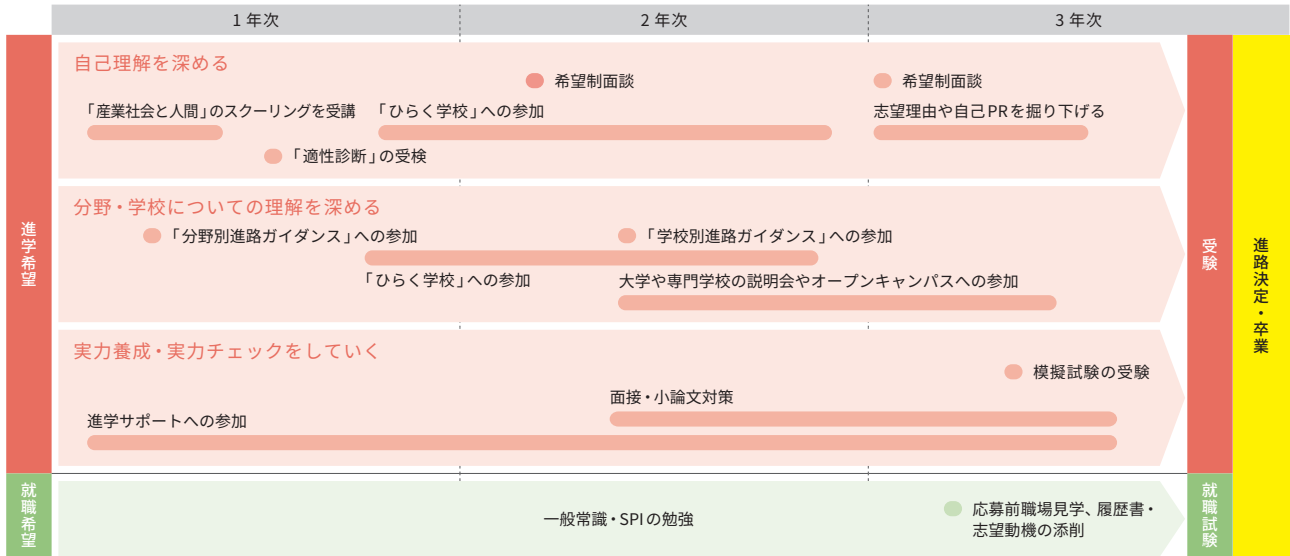 1 年次
2 年次
3 年次
進学希望
自己理解を深める
希望制面談
希望制面談
「産業社会と人間」のスクーリングを受講
「ひらく学校」への参加
志望理由や自己PRを掘り下げる
「適性診断」の受検
分野・学校についての理解を深める
「分野別進路ガイダンス」への参加
「学校別進路ガイダンス」への参加
「ひらく学校」への参加
大学や専門学校の説明会やオープンキャンパスへの参加
実力養成・実力チェックをしていく
模擬試験の受験
面接・小論文対策
進学サポートへの参加
受験
進路決定・卒業
就職希望
一般常識・SPIの勉強
応募前職場見学、履歴書・
志望動機の添削
就職試験